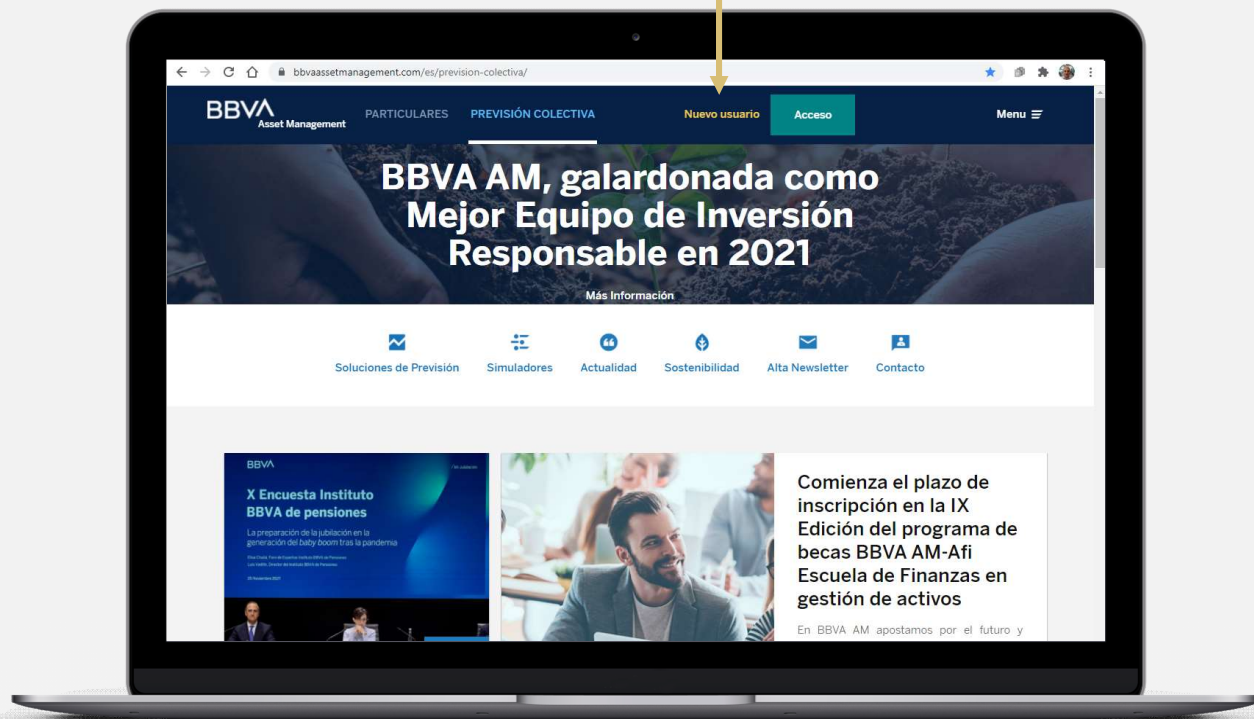 bbvaassetmanagement.com/es/prevision-colectiva/
BBVA
Asset Management
PARTICULARES
PREVISIÓN COLECTIVA
Nuevo usuario
Acceso
Menu
BBVA AM, galardonada como
Mejor Equipo de Inversión
Responsable en 2021
Más Información
Soluciones de Previsión
Simuladores
Actualidad
Sostenibilidad
Alta Newsletter
Contacto
BBVA
X Encuesta Instituto
BBVA de pensiones
La preparación de la jubilación en la
generación del baby boom tras la pandemia
Comienza el plazo de
inscripción en la IX
Edición del programa de
becas BBVA AM-Afi
Escuela de Finanzas en
gestión de activos
En BBVA AM apostamos por el futuro y